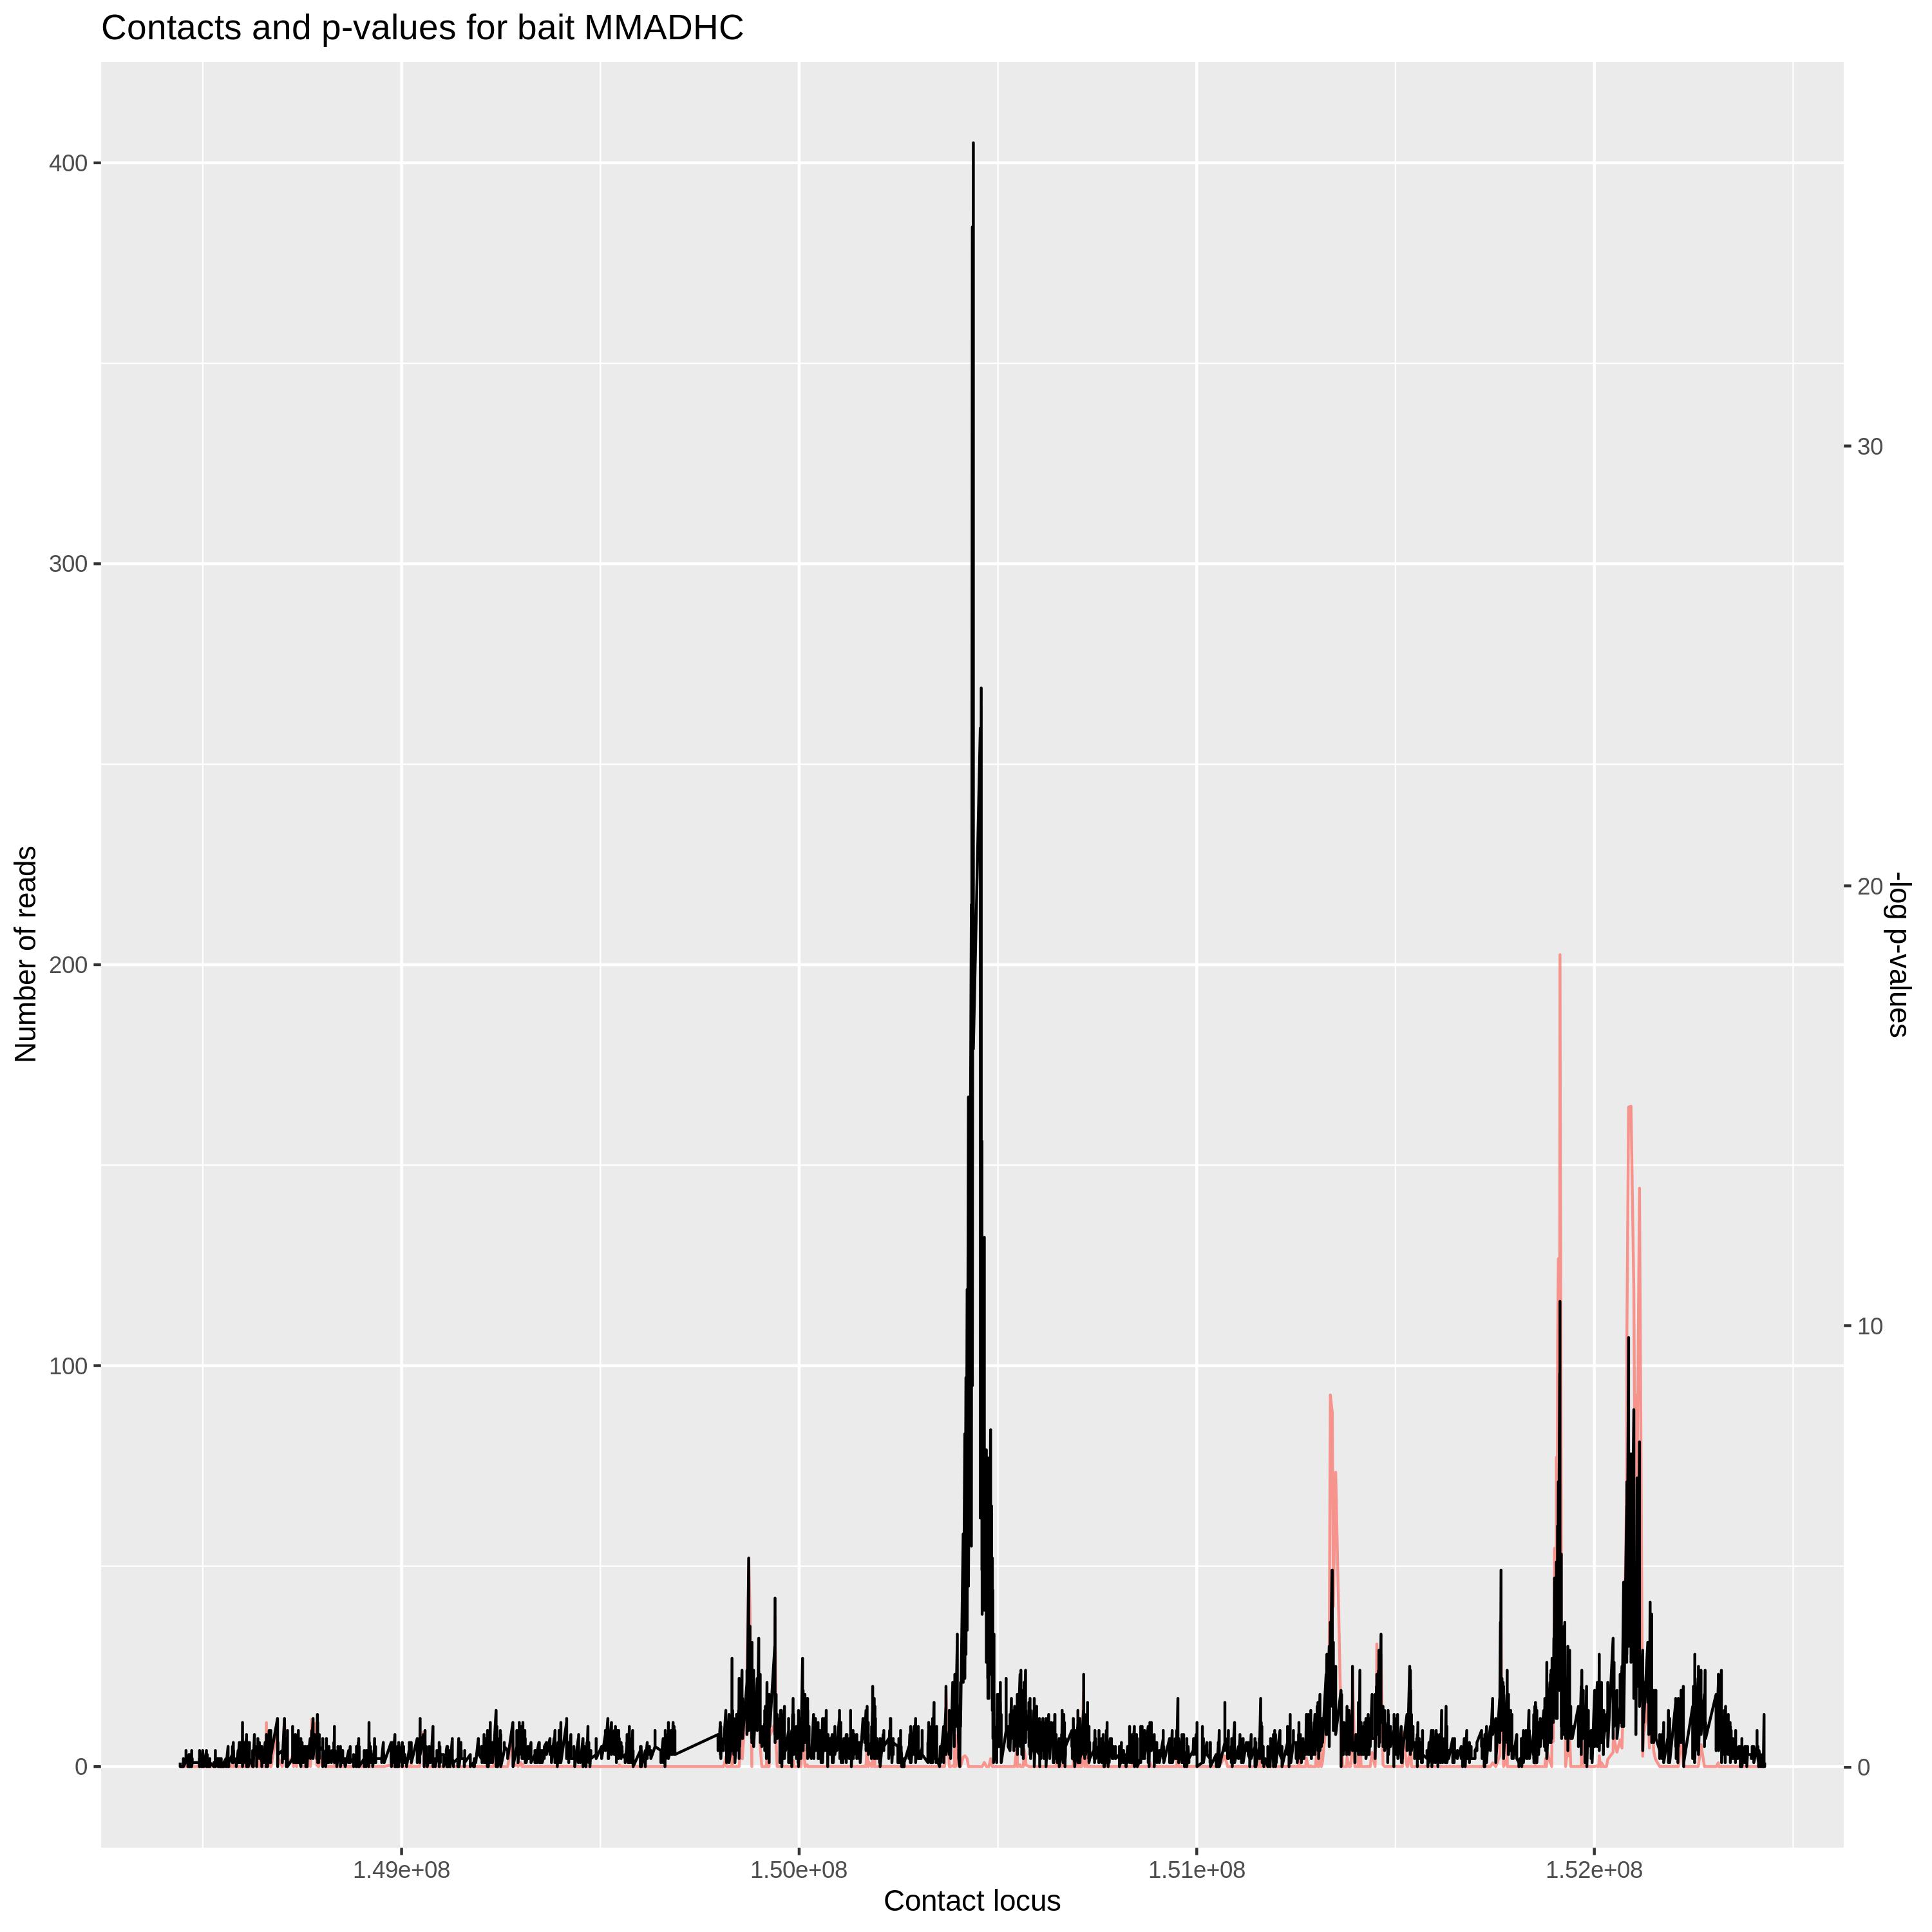 Contacts and p-values for bait MMADHC
400
300
200
100
0
Number of reads
30
20
10
0
-log p-values
1.49e+08
1.50e+08
1.51e+08
1.52e+08
Contact locus